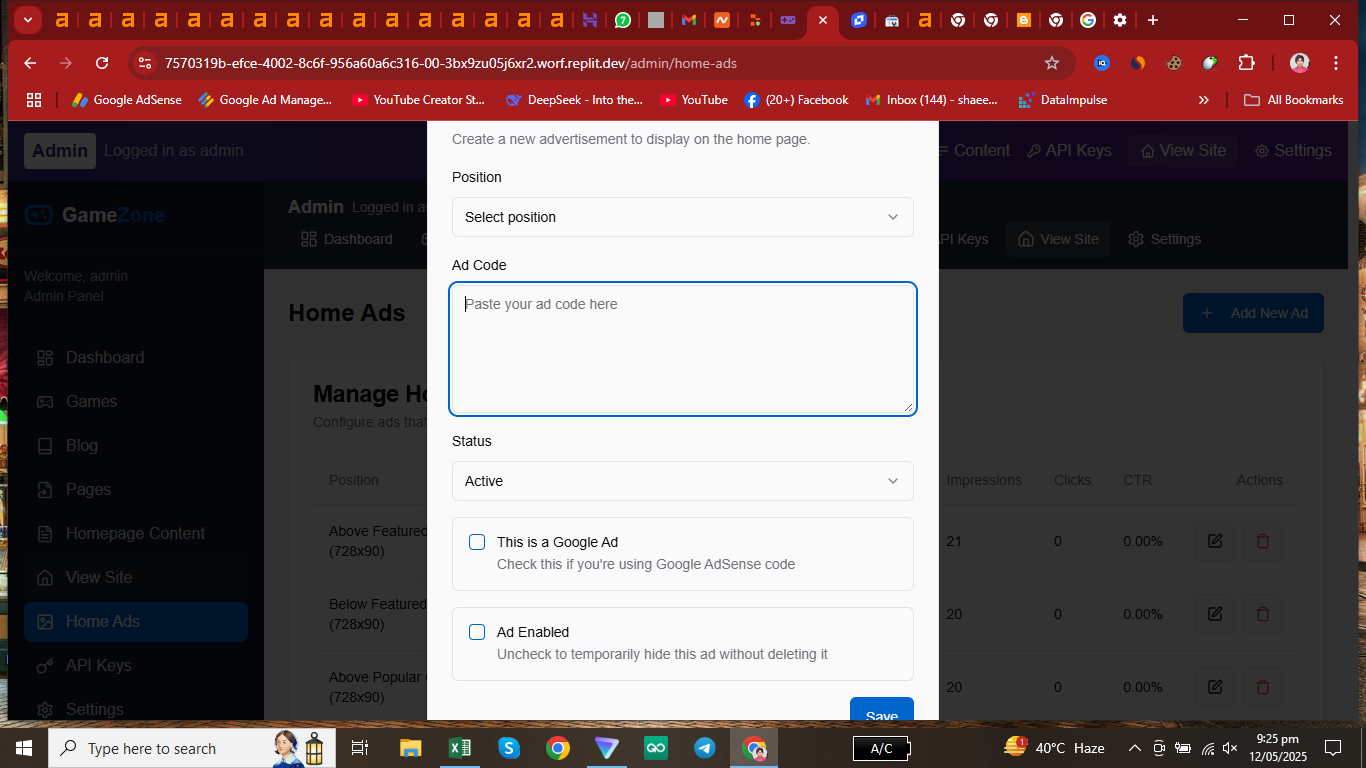 7570319b-efce-4002-8c6f-956a60a6c316-00-3bx9zu05j6xr2.worf.replit.dev/admin/home-ads
Google AdSense
Google Ad Manage...
YouTube Creator St...
DeepSeek - Into the...
YouTube
(20+) Facebook
Inbox (144) - shaee...
DataImpulse
»
All Bookmarks
Admin
Logged in as admin
Content
API Keys
View Site
Settings
GameZone
Welcome, admin
Admin Panel
Dashboard
Games
Blog
Pages
Homepage Content
View Site
Home Ads
API Keys
Settings
Admin Logged in as
Dashboard
PI Keys
View Site
Settings
Home Ads
+ Add New Ad
Manage Ho
Configure ads that
Position
Impressions
Clicks
CTR
Actions
Above Featured
(728x90)
21
0
0.00%
Below Featured
(728x90)
20
0
0.00%
Above Popular
(728x90)
20
0
0.00%
Create a new advertisement to display on the home page.
Position
Select position
Ad Code
Paste your ad code here
Status
Active
This is a Google Ad
Check this if you're using Google AdSense code
Ad Enabled
Uncheck to temporarily hide this ad without deleting it
Save
Type here to search
A/C
1
40°C Haze
9:25 pm
12/05/2025